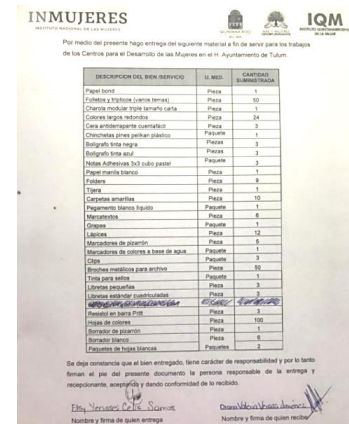 INMUJERES
INSTITUTO NACIONAL DE LAS MUJERES
QUINTANA ROO
IQM
INSTITUTO QUINTANARROENSE
DE LA MUJER
Por medio del presente hago entrega del siguiente material a fin de servir para los trabajos
de los Centros para el Desarrollo de las Mujeres en el H. Ayuntamiento de Tulum.
DESCRIPCION DEL BIEN /SERVICIO U. MED. CANTIDAD SUMINISTRADA
Papel bond Pieza 1
Folletos y trípticos (varios temas) Pieza 50
Charola modular triple tamaño carta Pieza 1
Colores largos redondos Pieza 24
Cera antiderrapante cuentafácil Pieza 3
Chinchetas pines pelikan plástico Paquete 1
Bolígrafo tinta negra Piezas 3
Bolígrafo tinta azul Piezas 3
Notas Adhesivas 3x3 cubo pastel Paquete 3
Papel manila blanco Pieza 1
Folders Pieza 9
Tijera Pieza 1
Carpetas amarillas Pieza 10
Pegamento blanco líquido Paquete 1
Marcatextos Pieza 6
Grapas Paquete 1
Lápices Pieza 12
Marcadores de pizarrón Pieza 5
Marcadores de colores a base de agua Paquete 1
Clips Paquete 3
Broches metálicos para archivo Pieza 50
Tinta para sellos Paquete 1
Libretas pequeñas Pieza 3
Libretas estándar cuadriculadas Pieza 3
Resistol en barra Pritt Pieza 3
Hojas de colores Pieza 100
Borrador de pizarrón Pieza 1
Borrador blanco Pieza 6
Paquetes de hojas blancas Paquetes 2
Se deja constancia que el bien entregado, tiene carácter de responsabilidad y por lo tanto
firman al pie del presente documento la persona responsable de la entrega y
recepcionante, aceptando y dando conformidad de lo recibido.
Nombre y firma de quien entrega
Nombre y firma de quien recibe